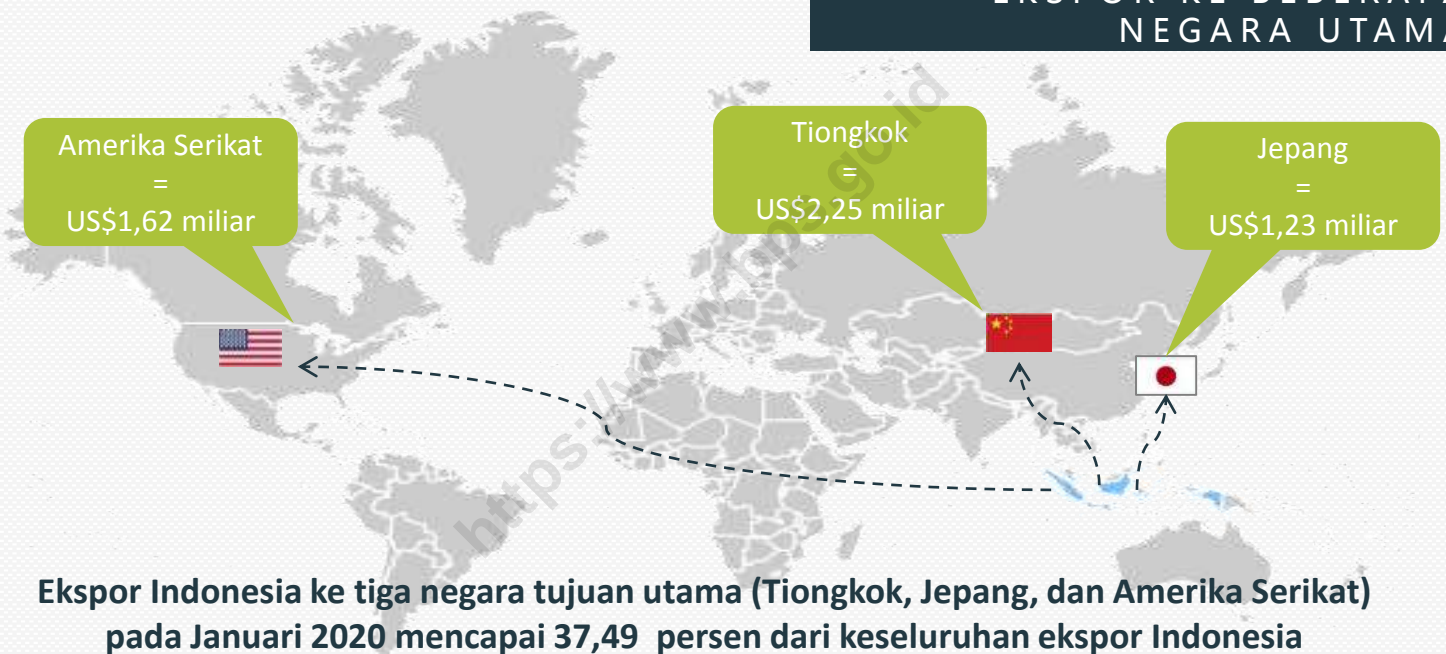 NEGARA UTAMA
Amerika Serikat
=
US$1,62 miliar
Tiongkok
=
US$2,25 miliar
Jepang
=
US$1,23 miliar
Ekspor Indonesia ke tiga negara tujuan utama (Tiongkok, Jepang, dan Amerika Serikat)
pada Januari 2020 mencapai 37,49 persen dari keseluruhan ekspor Indonesia
https://www.bps.go.id